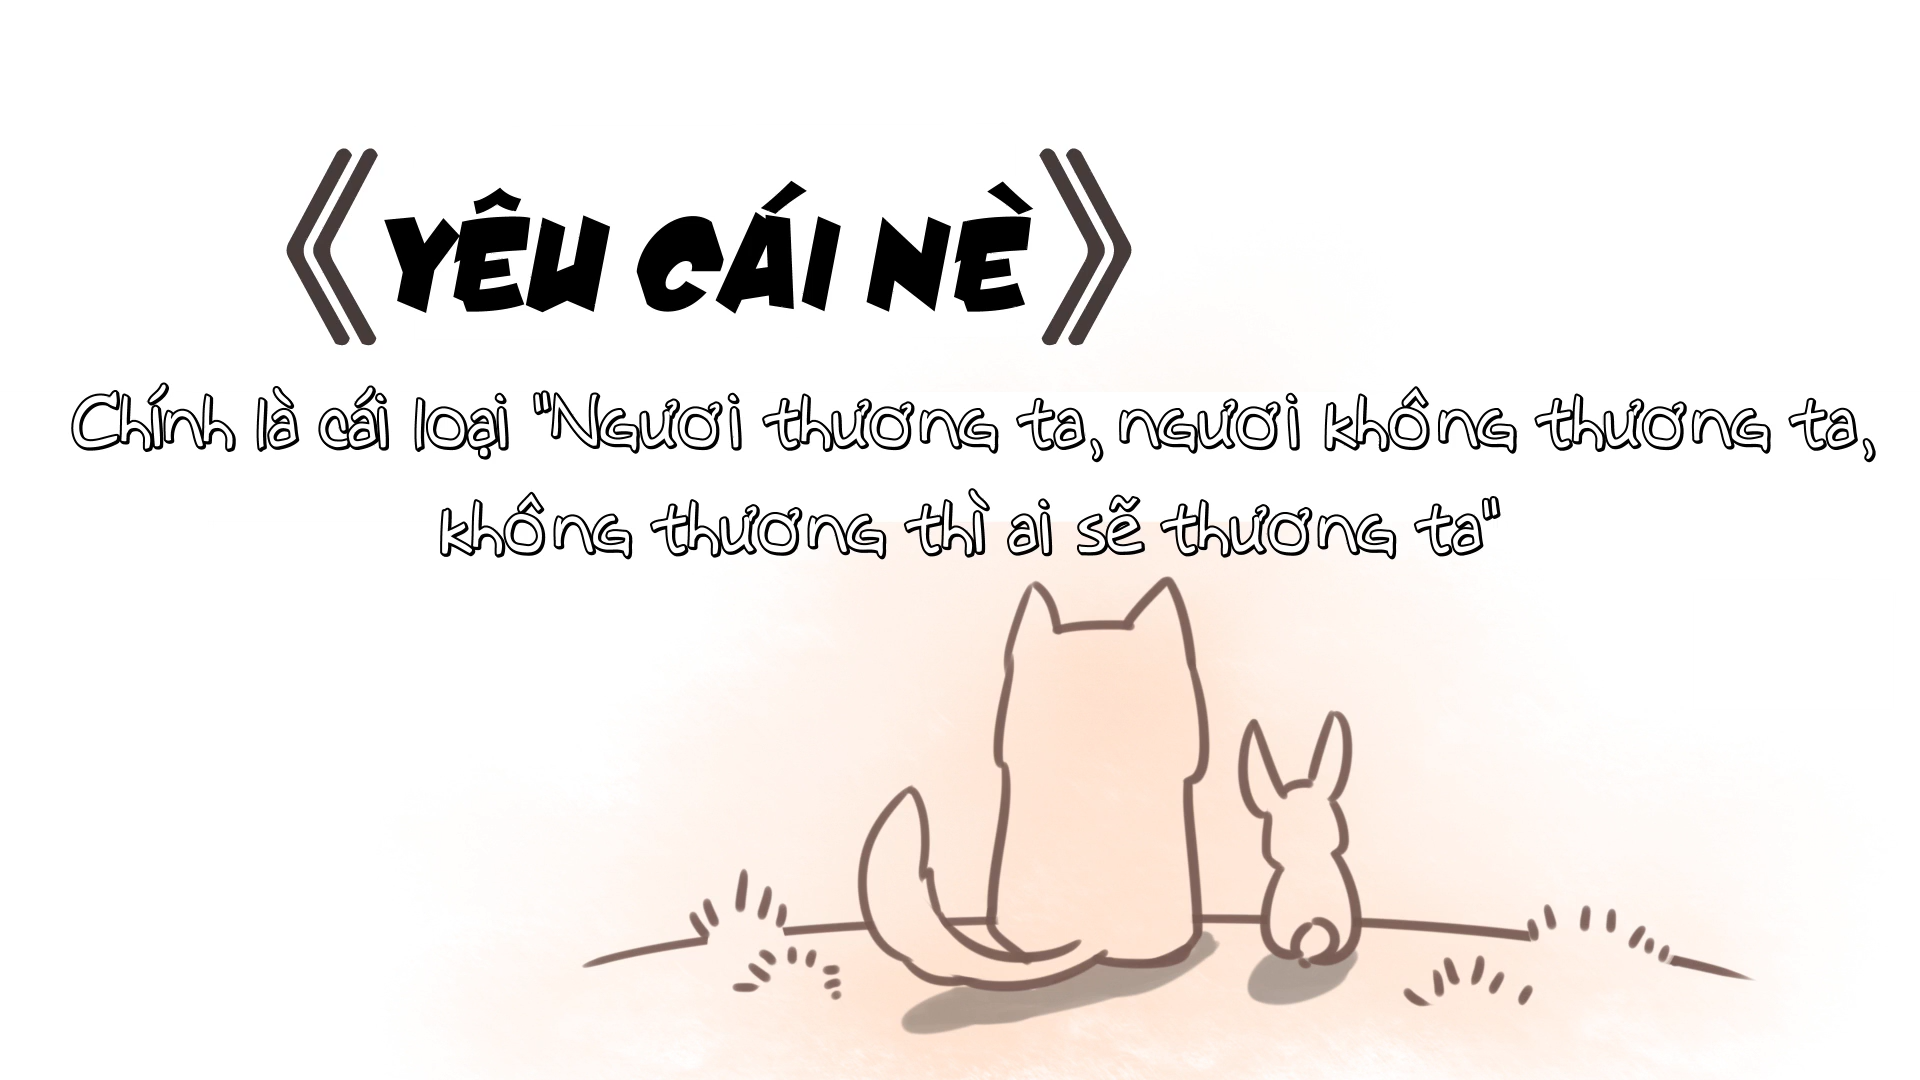 《YÊU CÁI NÈ》
Chính là cái loại "Ngươi thương ta, ngươi không thương ta,
không thương thì ai sẽ thương ta"